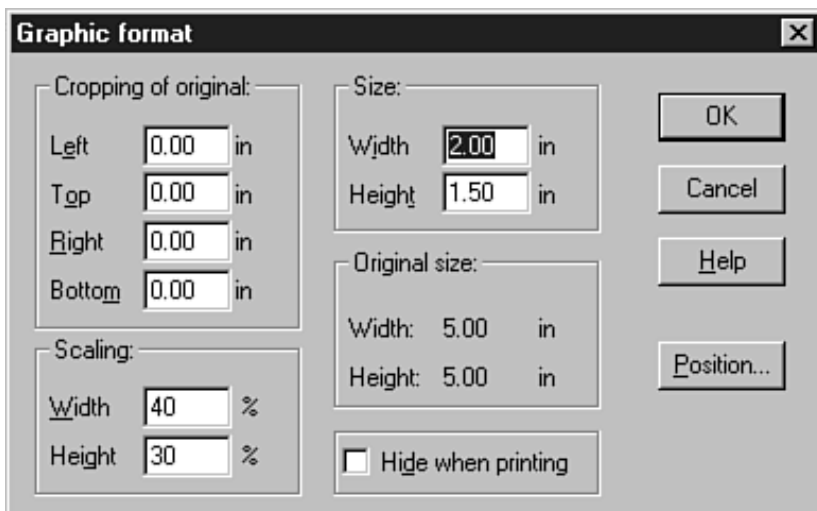 Graphic format
Cropping of original:
Left 0.00 in
Top 0.00 in
Right 0.00 in
Bottom 0.00 in
Scaling:
Width 40 %
Height 30 %
Size:
Width 2.00 in
Height 1.50 in
Original size:
Width: 5.00 in
Height: 5.00 in
Hide when printing
OK
Cancel
Help
Position...